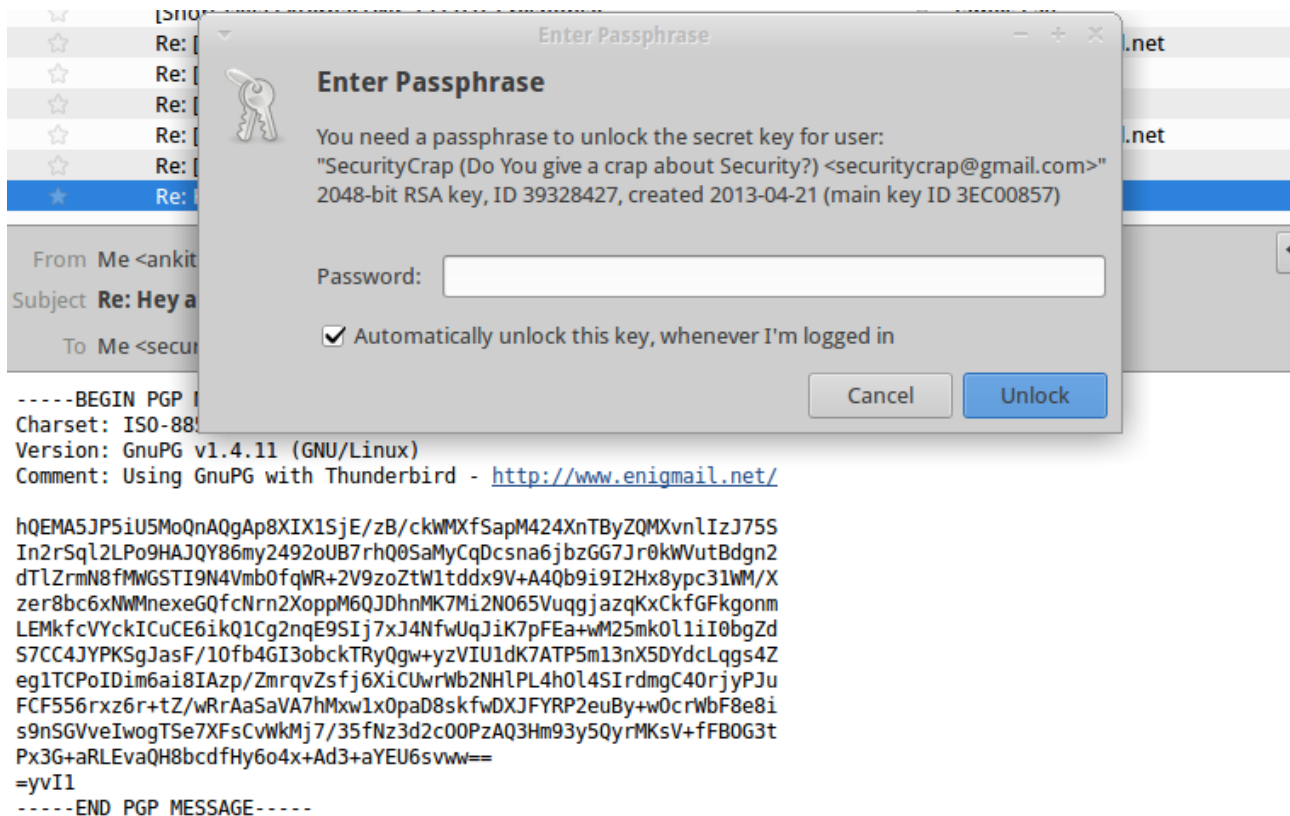 Enter Passphrase
Re: [
.net
Re: [
Re: [
Re: [
.net
Re: [
Re:
Enter Passphrase
You need a passphrase to unlock the secret key for user:
"SecurityCrap (Do You give a crap about Security?) <securitycrap@gmail.com>"
2048-bit RSA key, ID 39328427, created 2013-04-21 (main key ID 3EC00857)
Password:
Automatically unlock this key, whenever I'm logged in
Cancel Unlock
From Me <ankit
Subject Re: Hey a
To Me <secur
-----BEGIN PGP
Charset: ISO-88
Version: GnuPG v1.4.11 (GNU/Linux)
Comment: Using GnuPG with Thunderbird - http://www.enigmail.net/
hQEMA5JP5iU5MoQnAQgAp8XIX1SjE/zB/ckWMXfSapM424XnTByZQMXvnlIzJ75S
In2rSql2LPo9HAJQY86my2492oUB7rhQ0SaMyCqDcsna6jbzGG7Jr0kWVutBdgn2
dTlZrmN8fMWGSTI9N4VmbOfqWR+2V9zoZtW1tddx9V+A4Qb9i9I2Hx8ypc31WM/X
zer8bc6xNWMnexeGQfcNrn2XoppM6QJDhnMK7Mi2NO65VuqgjazqKxCkfGFkgonm
LEMkfcVYckICuCE6ikQ1Cg2nqE9SIj7xJ4NfwUqJiK7pFEa+wM25mkOl1iI0bgZd
S7CC4JYPKSgJasF/1Ofb4GI3obckTRyQgw+yzVIU1dK7ATP5m13nX5DYdcLqgs4Z
eg1TCPoIDim6ai8IAzp/ZmrqvZsfj6XiCUwrWb2NHlPL4hOl4SIrdmgC4OrjyPJu
FCF556rxz6r+tZ/wRrAaSaVA7hMxw1xOpaD8skfwDXJFYRP2euBy+wOcrWbF8e8i
s9nSGVveIwogTSe7XFsCvWkMj7/35fNz3d2cOOPzAQ3Hm93y5QyrMKsV+fFBOG3t
Px3G+aRLEvaQH8bcdfHy6o4x+Ad3+aYEU6svww==
=yvI1
-----END PGP MESSAGE-----